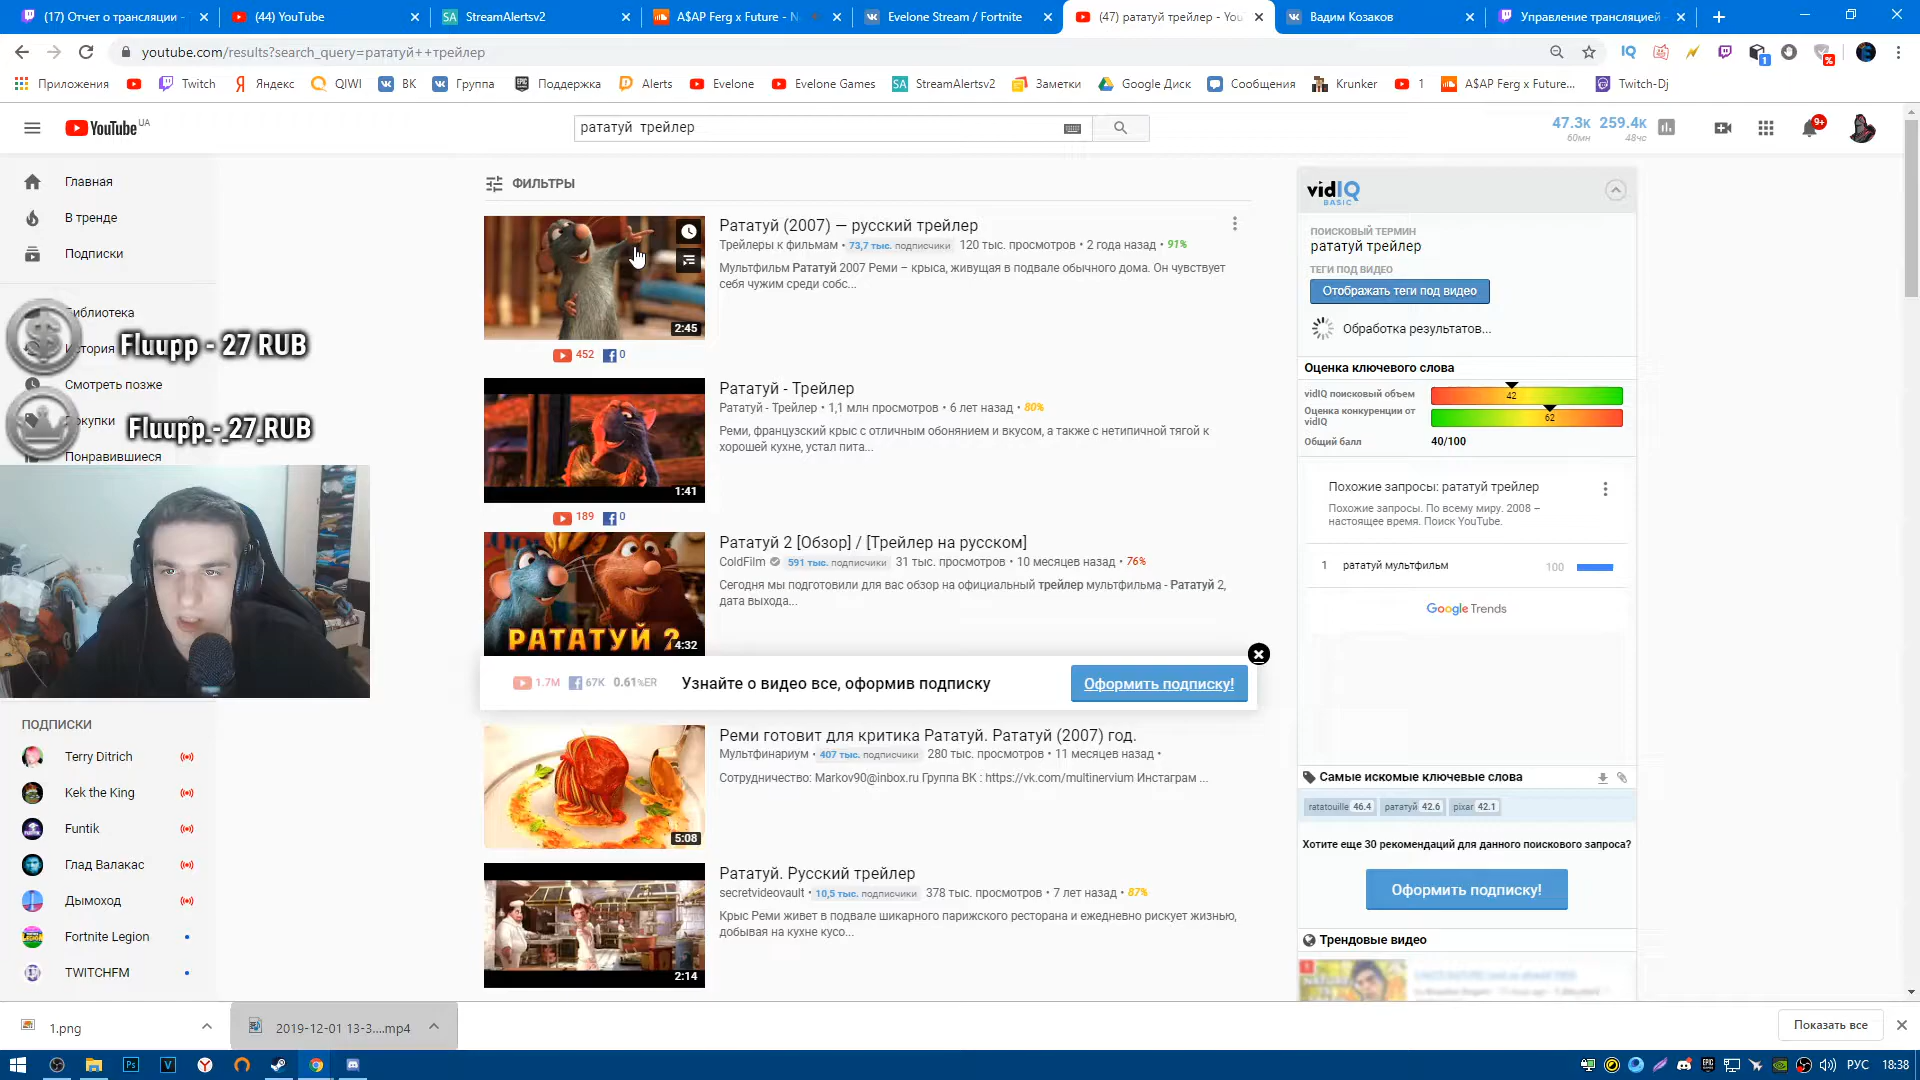 (17) Отчет о трансляции -
(44) YouTube
StreamAlertsv2
A$AP Ferg x Future - N
Evelone Stream / Fortnite
(47) рататуй трейлер - You
Вадим Козаков
Управление трансляцией
youtube.com/results?search_query=рататуй++трейлер
Приложения
Twitch
Яндекс
QIWI
ВК
Группа
Поддержка
Alerts
Evelone
Evelone Games
StreamAlertsv2
Заметки
Google Диск
Сообщения
Krunker
1
A$AP Ferg x Future...
Twitch-Dj
YouTube UA
рататуй  трейлер
47.3K 259.4K
60мн 48чс
9+
Главная
В тренде
Подписки
Библиотека
История
Смотреть позже
Покупки
Понравившиеся
Fluupp - 27 RUB
Fluupp - 27 RUB
ПОДПИСКИ
Terry Ditrich
Kek the King
Funtik
Глад Валакас
Дымоход
Fortnite Legion
TWITCHFM
ФИЛЬТРЫ
Рататуй (2007) — русский трейлер
Трейлеры к фильмам • 73,7 тыс. подписчики 120 тыс. просмотров • 2 года назад • 91%
Мультфильм Рататуй 2007 Реми – крыса, живущая в подвале обычного дома. Он чувствует
себя чужим среди собс...
2:45
452 0
Рататуй - Трейлер
Рататуй - Трейлер • 1,1 млн просмотров • 6 лет назад • 80%
Реми, французский крыс с отличным обонянием и вкусом, а также с нетипичной тягой к
хорошей кухне, устал пита...
1:41
189 0
Рататуй 2 [Обзор] / [Трейлер на русском]
ColdFilm 591 тыс. подписчики 31 тыс. просмотров • 10 месяцев назад • 76%
Сегодня мы подготовили для вас обзор на официальный трейлер мультфильма - Рататуй 2,
дата выхода...
РАТАТУЙ 2
4:32
1.7M 67K 0.61%ER
Узнайте о видео все, оформив подписку
Оформить подписку!
Реми готовит для критика Рататуй. Рататуй (2007) год.
Мультфинариум • 407 тыс. подписчики 280 тыс. просмотров • 11 месяцев назад •
Сотрудничество: Markov90@inbox.ru Группа ВК : https://vk.com/multinervium Инстаграм ...
5:08
Рататуй. Русский трейлер
secretvideovault • 10,5 тыс. подписчики 378 тыс. просмотров • 7 лет назад • 87%
Крыс Реми живет в подвале шикарного парижского ресторана и ежедневно рискует жизнью,
добывая на кухне кусо...
2:14
vidIQ
BASIC
ПОИСКОВЫЙ ТЕРМИН
рататуй трейлер
ТЕГИ ПОД ВИДЕО
Отображать теги под видео
Обработка результатов...
Оценка ключевого слова
vidIQ поисковый объем 42
Оценка конкуренции от
vidIQ 62
Общий балл 40/100
Похожие запросы: рататуй трейлер
Похожие запросы. По всему миру. 2008 –
настоящее время. Поиск YouTube.
1 рататуй мультфильм 100
Google Trends
Самые искомые ключевые слова
ratatouille 46.4 рататуй 42.6 pixar 42.1
Хотите еще 30 рекомендаций для данного поискового запроса?
Оформить подписку!
Трендовые видео
1.png
2019-12-01 13-3....mp4
Показать все
РУС 18:38